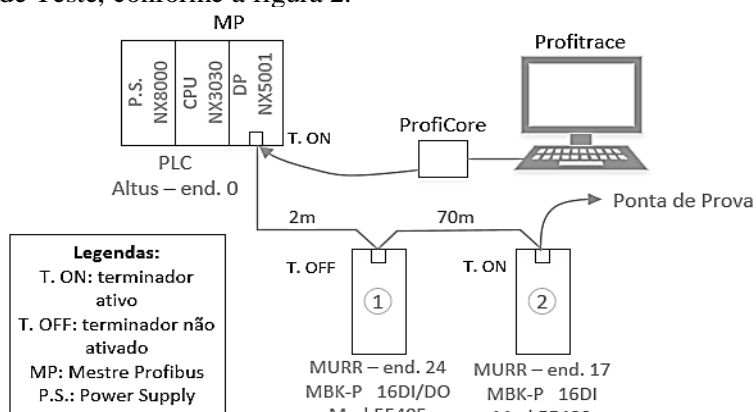 de Teste, conforme a figura 2.
MP
Profitrace
P.S.
NX8000
CPU
NX3030
DP
NX5001
T. ON
ProfiCore
PLC
Altus – end. 0
Ponta de Prova
2m
70m
Legendas:
T. ON: terminador
ativo
T. OFF: terminador não
ativado
MP: Mestre Profibus
P.S.: Power Supply
T. OFF
T. ON
1
2
MURR – end. 24
MBK-P 16DI/DO
MURR – end. 17
MBK-P 16DI